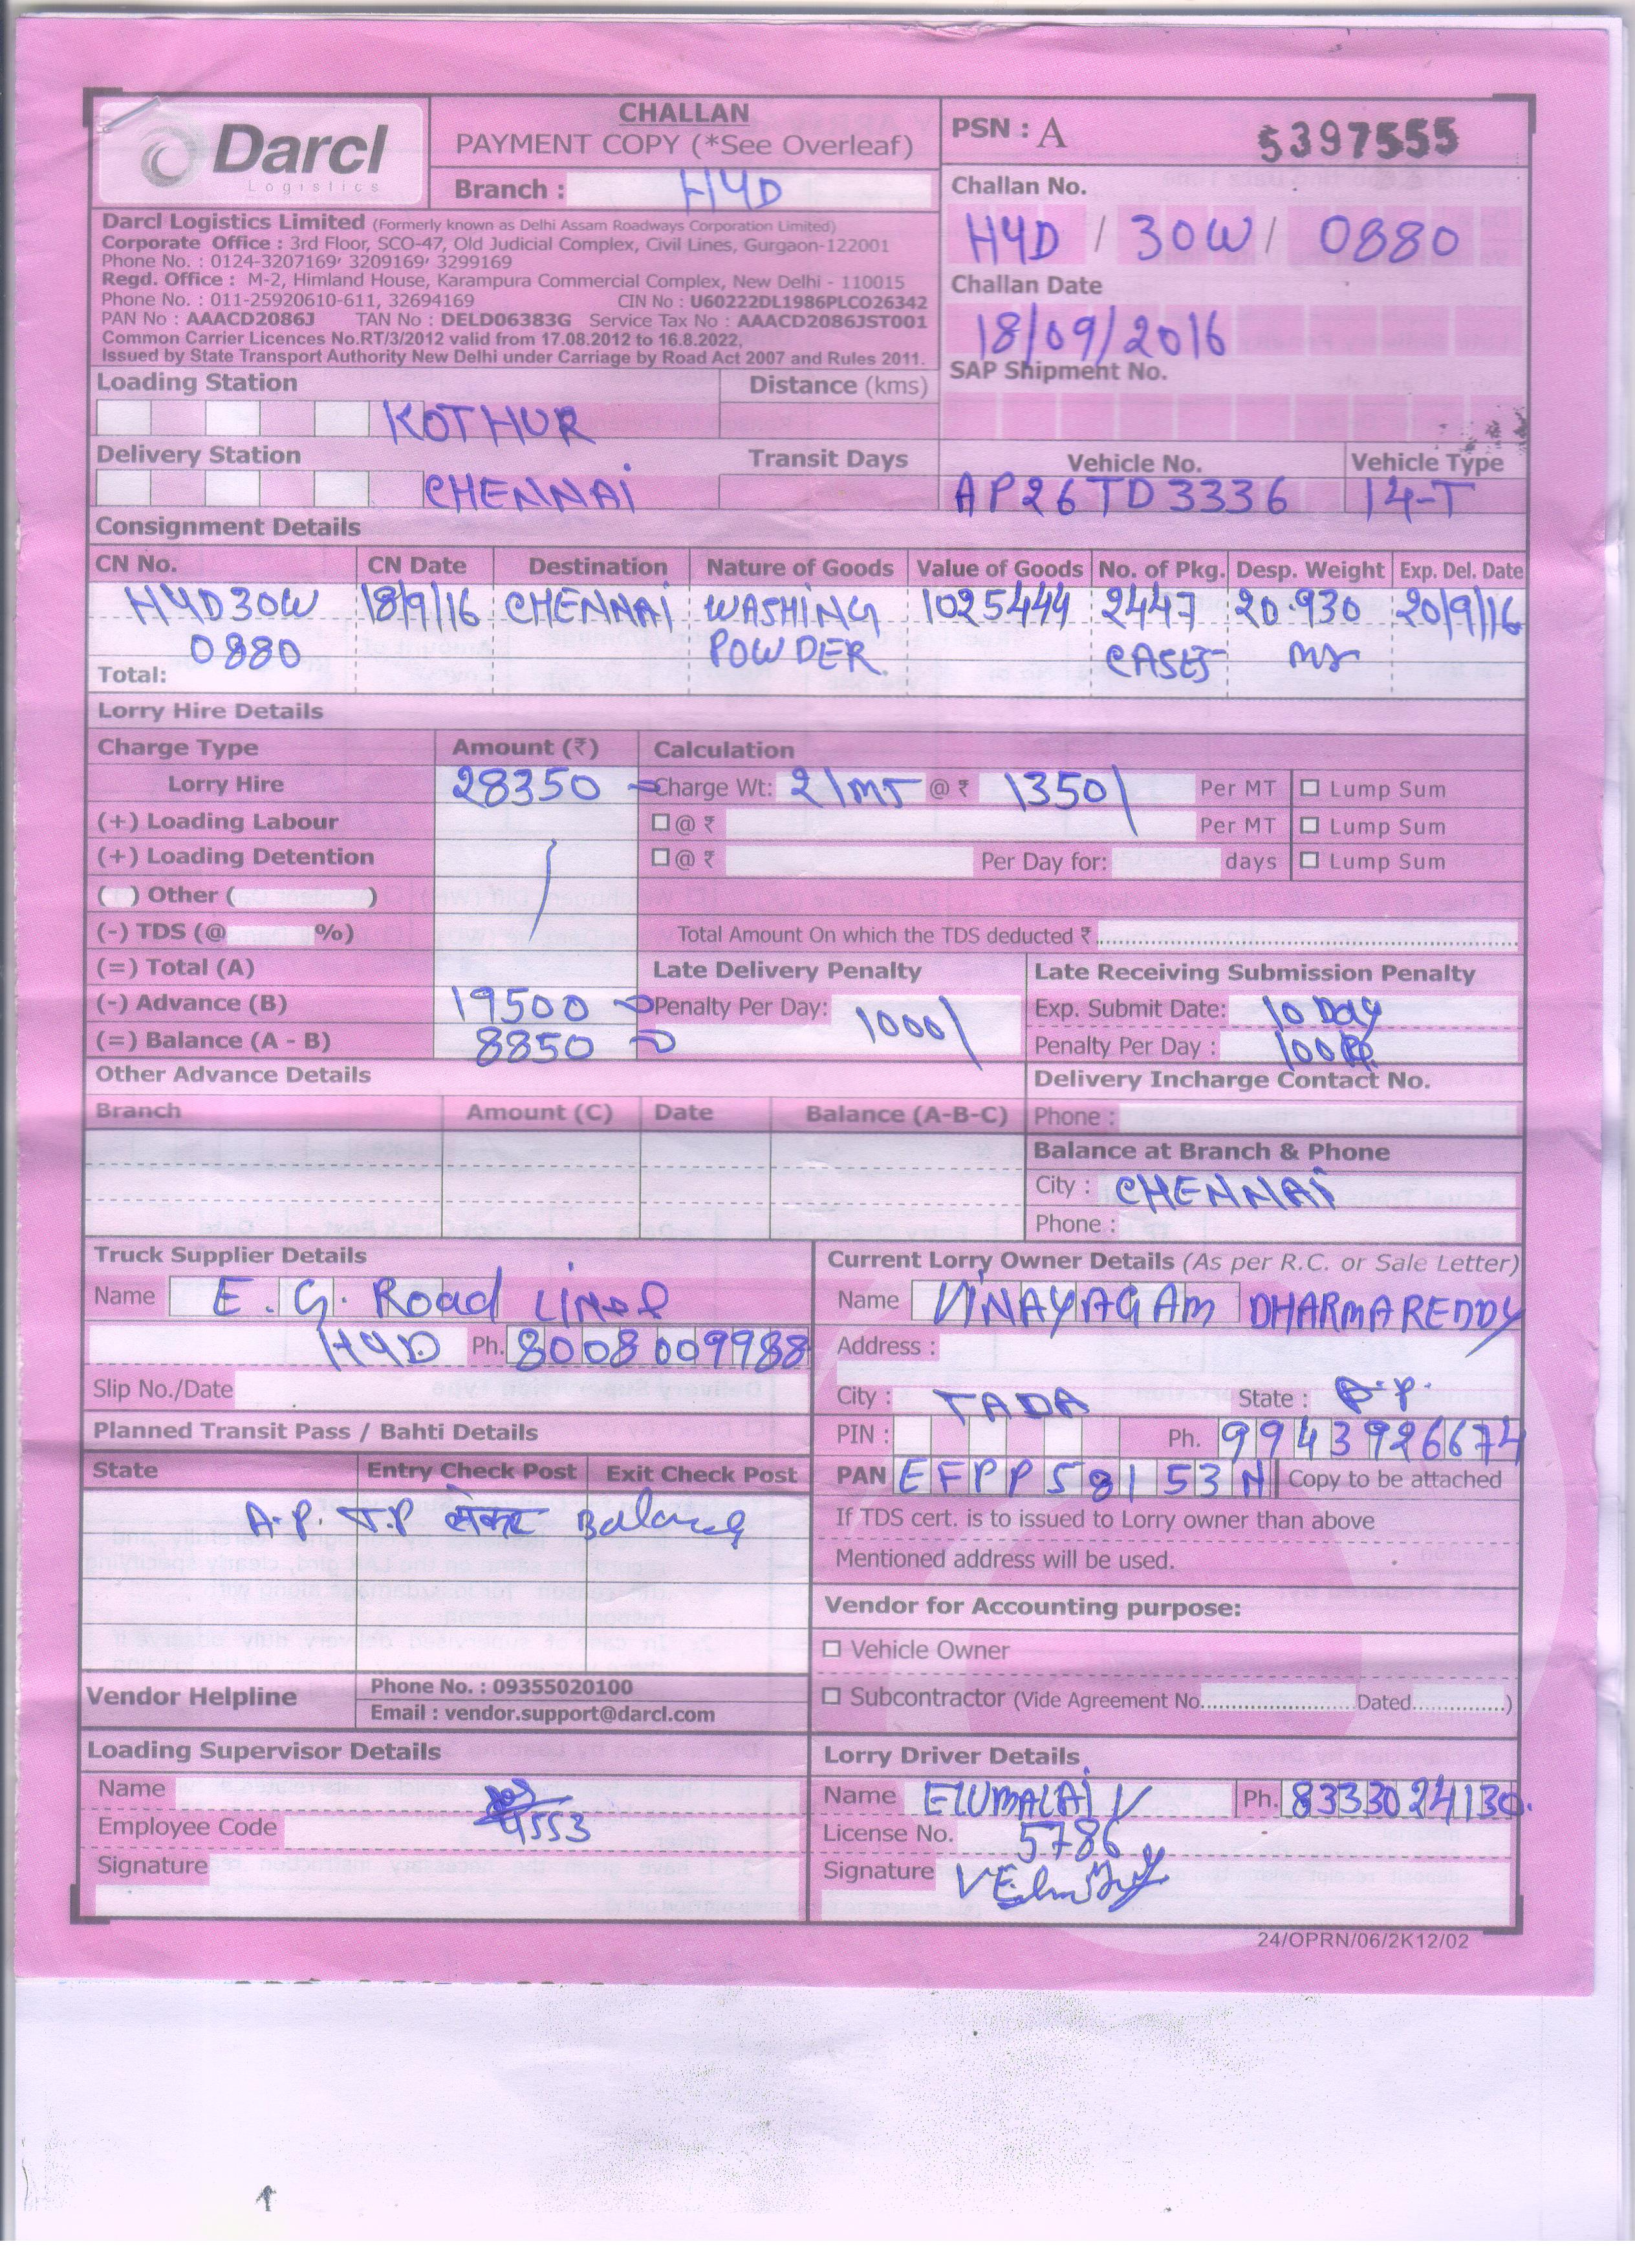 Darcl
Logistics
CHALLAN
PAYMENT COPY (*See Overleaf)
Branch : HYD
PSN : A 5397555
Challan No.
HYD / 30W / 0880
Challan Date
18/09/2016
SAP Shipment No.
Darcl Logistics Limited (Formerly known as Delhi Assam Roadways Corporation Limited)
Corporate Office : 3rd Floor, SCO-47, Old Judicial Complex, Civil Lines, Gurgaon-122001
Phone No. : 0124-3207169, 3209169, 3299169
Regd. Office : M-2, Himland House, Karampura Commercial Complex, New Delhi - 110015
Phone No. : 011-25920610-611, 32694169 CIN No : U60222DL1986PLCO26342
PAN No : AAACD2086J TAN No : DELD06383G Service Tax No : AAACD2086JST001
Common Carrier Licences No.RT/3/2012 valid from 17.08.2012 to 16.8.2022,
Issued by State Transport Authority New Delhi under Carriage by Road Act 2007 and Rules 2011.
Loading Station Distance (kms)
KOTHUR
Delivery Station Transit Days Vehicle No. Vehicle Type
CHENNAI AP26TD3336 14-T
Consignment Details
CN No. CN Date Destination Nature of Goods Value of Goods No. of Pkg. Desp. Weight Exp. Del. Date
HYD30W 18/9/16 CHENNAI WASHING 1025444 2447 20.930 20/9/16
0880 POWDER CASES MT
Total:
Lorry Hire Details
Charge Type Amount (₹) Calculation
Lorry Hire 28350 Charge Wt: 21MT @ ₹ 1350/ Per MT Lump Sum
(+) Loading Labour @ ₹ Per MT Lump Sum
(+) Loading Detention @ ₹ Per Day for: days Lump Sum
( ) Other ( )
(-) TDS (@ %) Total Amount On which the TDS deducted ₹
(=) Total (A) Late Delivery Penalty Late Receiving Submission Penalty
(-) Advance (B) 19500 Penalty Per Day: 1000/ Exp. Submit Date: 10 Day
(=) Balance (A - B) 8850 Penalty Per Day : 100
Other Advance Details Delivery Incharge Contact No.
Branch Amount (C) Date Balance (A-B-C) Phone :
Balance at Branch & Phone
City : CHENNAI
Phone :
Truck Supplier Details
Name E. G. Road Lines
HYD Ph. 8008009988
Slip No./Date
Current Lorry Owner Details (As per R.C. or Sale Letter)
Name VINAYAGAM DHARMAREDDY
Address :
City : TADA State : A.P.
PIN : Ph. 9943926674
PAN EFPP58153N Copy to be attached
If TDS cert. is to issued to Lorry owner than above
Mentioned address will be used.
Planned Transit Pass / Bahti Details
State Entry Check Post Exit Check Post
A.P. T.P लेकर Balance
Vendor for Accounting purpose:
Vehicle Owner
Subcontractor (Vide Agreement No. Dated )
Vendor Helpline
Phone No. : 09355020100
Email : vendor.support@darcl.com
Loading Supervisor Details
Name
Employee Code 4553
Signature
Lorry Driver Details
Name ELUMALAI V Ph. 8333024130.
License No. 5786
Signature
24/OPRN/06/2K12/02